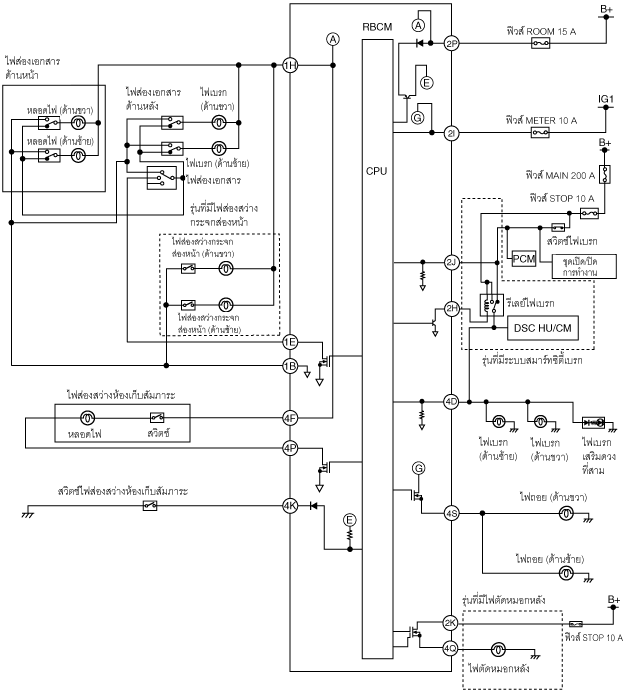 B+
RBCM
A
ฟิวส์ ROOM 15 A
A
2P
ไฟส่องเอกสาร
ด้านหน้า
1H
IG1
E
หลอดไฟ (ด้านขวา)
ไฟส่องเอกสาร
ด้านหลัง
ไฟเบรก
(ด้านขวา)
G
ฟิวส์ METER 10 A
2I
หลอดไฟ (ด้านซ้าย)
B+
ไฟเบรก (ด้านซ้าย)
CPU
ฟิวส์ MAIN 200 A
ไฟส่องเอกสาร
ฟิวส์ STOP 10 A
รุ่นที่มีไฟส่องสว่าง
กระจกส่องหน้า
สวิตช์ไฟเบรก
ไฟส่องสว่างกระจก
ส่องหน้า (ด้านขวา)
2J
PCM
ชุดเปิด/ปิด
การทำงาน
2H
รีเลย์ไฟเบรก
ไฟส่องสว่างกระจก
ส่องหน้า (ด้านซ้าย)
DSC HU/CM
1E
รุ่นที่มีระบบสมาร์ทซิตี้เบรก
1B
ไฟส่องสว่างห้องเก็บสัมภาระ
4D
4F
หลอดไฟ
สวิตช์
ไฟเบรก
(ด้านซ้าย)
ไฟเบรก
(ด้านขวา)
ไฟเบรก
เสริมดวง
ที่สาม
4P
G
สวิตช์ไฟส่องสว่างห้องเก็บสัมภาระ
ไฟถอย (ด้านขวา)
4K
4S
E
ไฟถอย (ด้านซ้าย)
รุ่นที่มีไฟตัดหมอกหลัง
B+
2K
ฟิวส์ STOP 10 A
4Q
ไฟตัดหมอกหลัง